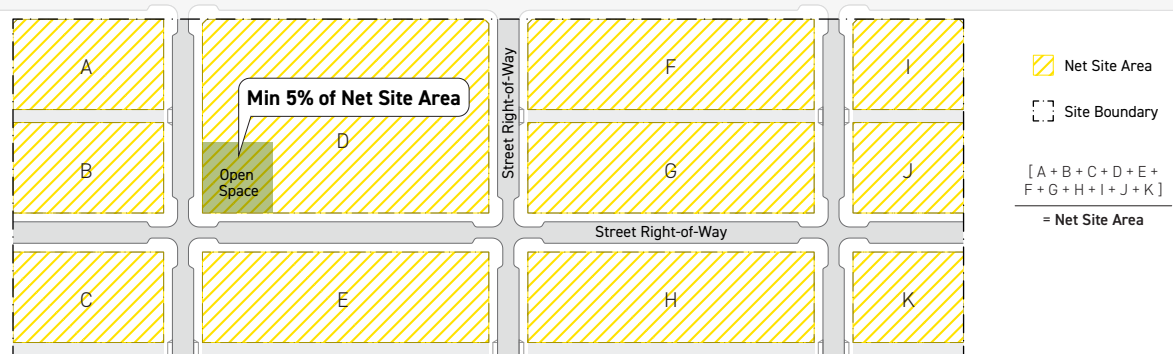 A
F
I
Net Site Area
Min 5% of Net Site Area
Street Right-of-Way
Site Boundary
D
B
G
J
Open
Space
[ A + B + C + D + E +
F + G + H + I + J + K ]
= Net Site Area
Street Right-of-Way
C
E
H
K